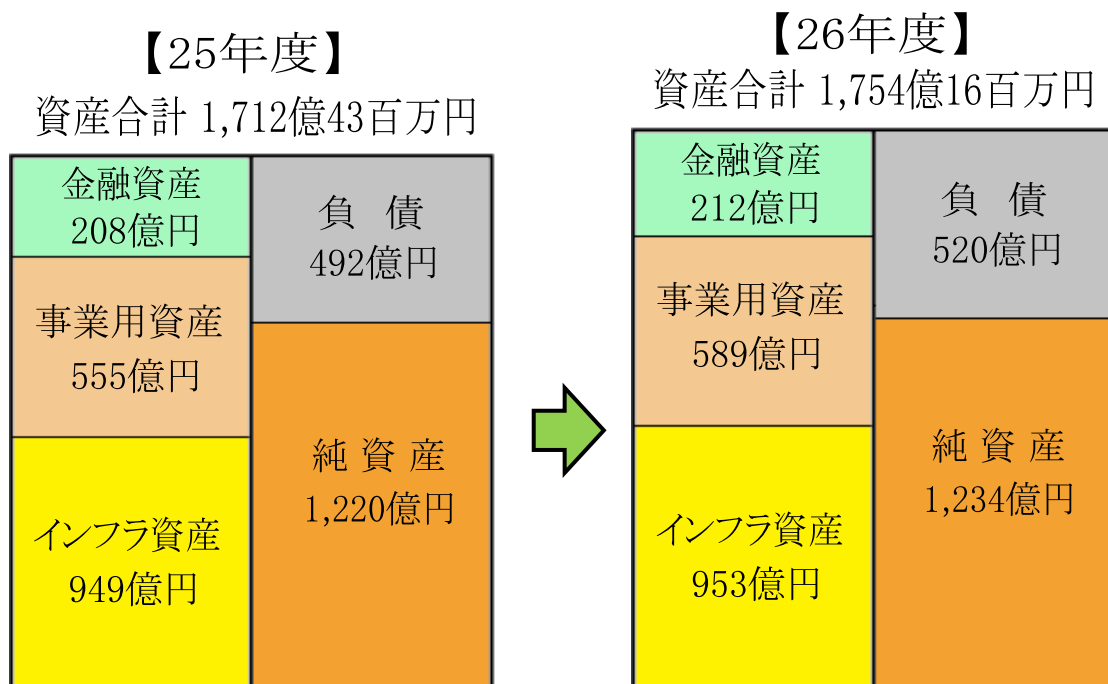 【25年度】
資産合計 1,712億43百万円
金融資産
208億円
事業用資産
555億円
インフラ資産
949億円
負 債
492億円
純 資 産
1,220億円
【26年度】
資産合計 1,754億16百万円
金融資産
212億円
事業用資産
589億円
インフラ資産
953億円
負 債
520億円
純 資 産
1,234億円